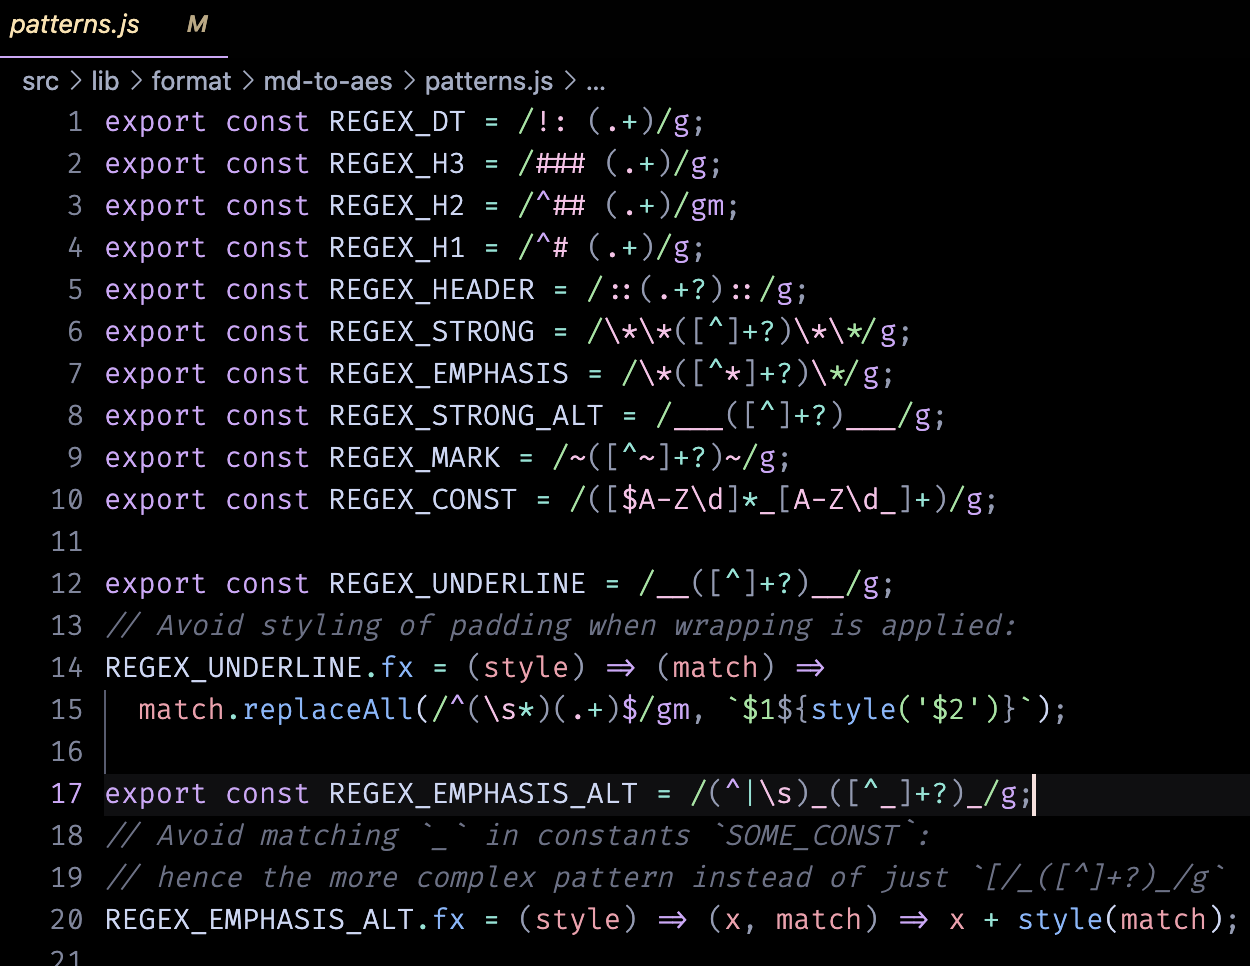 patterns.js M
src > lib > format > md-to-aes > patterns.js > ...
1 export const REGEX_DT = /!: (.+)/g;
2 export const REGEX_H3 = /### (.+)/g;
3 export const REGEX_H2 = /^## (.+)/gm;
4 export const REGEX_H1 = /^# (.+)/g;
5 export const REGEX_HEADER = /::(.+?)::/g;
6 export const REGEX_STRONG = /\*\*([^]+?)\*\*/g;
7 export const REGEX_EMPHASIS = /\*([^*]+?)\*/g;
8 export const REGEX_STRONG_ALT = /___([^]+?)___/g;
9 export const REGEX_MARK = /~([^~]+?)~/g;
10 export const REGEX_CONST = /([$A-Z\d]*_[A-Z\d_]+)/g;
11
12 export const REGEX_UNDERLINE = /__([^]+?)__/g;
13 // Avoid styling of padding when wrapping is applied:
14 REGEX_UNDERLINE.fx = (style) => (match) =>
15 match.replaceAll(/^(\s*)(.+)$/gm, `$1${style('$2')}`);
16
17 export const REGEX_EMPHASIS_ALT = /(^|\s)_([^_]+?)_/g;
18 // Avoid matching `_` in constants `SOME_CONST`:
19 // hence the more complex pattern instead of just `[/_([^]+?)_/g`
20 REGEX_EMPHASIS_ALT.fx = (style) => (x, match) => x + style(match);
21